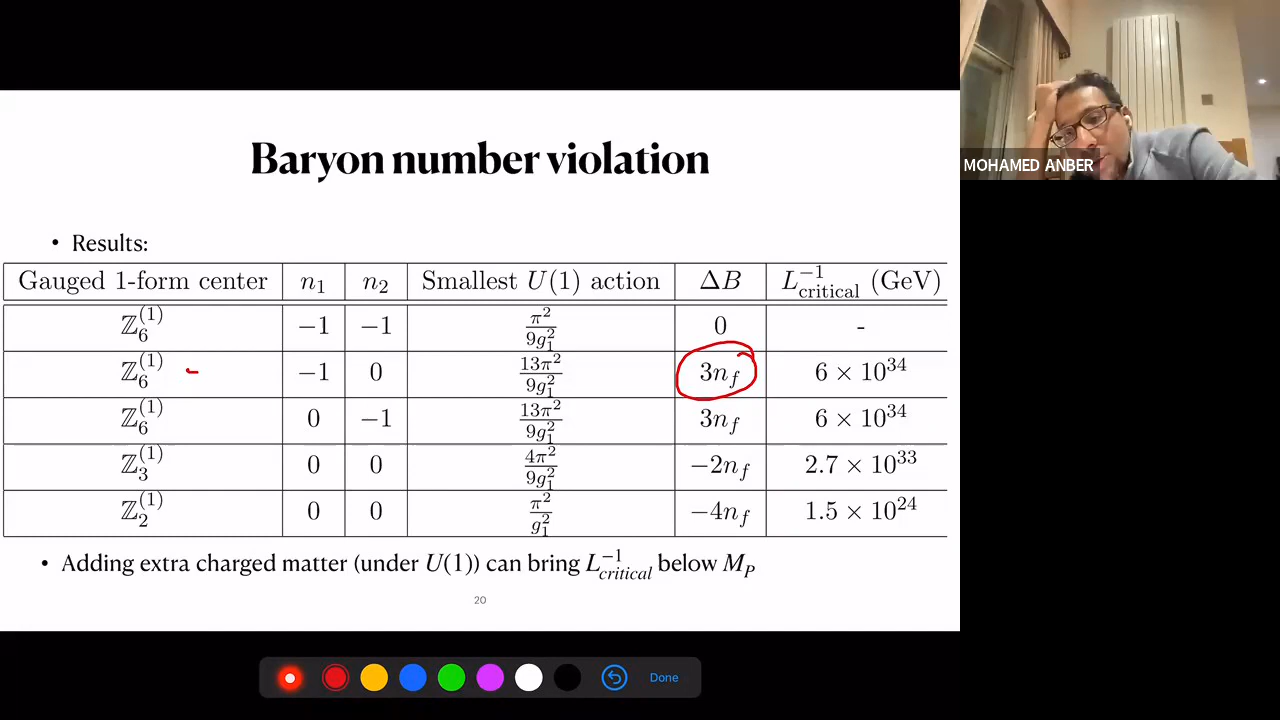 Baryon number violation
• Results:
Gauged 1-form center n₁ n₂ Smallest U(1) action ΔB L⁻¹critical (GeV)
ℤ₆⁽¹⁾ −1 −1 π²/9g₁² 0 -
ℤ₆⁽¹⁾ −1 0 13π²/9g₁² 3n_f 6 × 10³⁴
ℤ₆⁽¹⁾ 0 −1 13π²/9g₁² 3n_f 6 × 10³⁴
ℤ₃⁽¹⁾ 0 0 4π²/9g₁² −2n_f 2.7 × 10³³
ℤ₂⁽¹⁾ 0 0 π²/g₁² −4n_f 1.5 × 10²⁴
• Adding extra charged matter (under U(1)) can bring L⁻¹critical below M_P
20
MOHAMED ANBER
Done